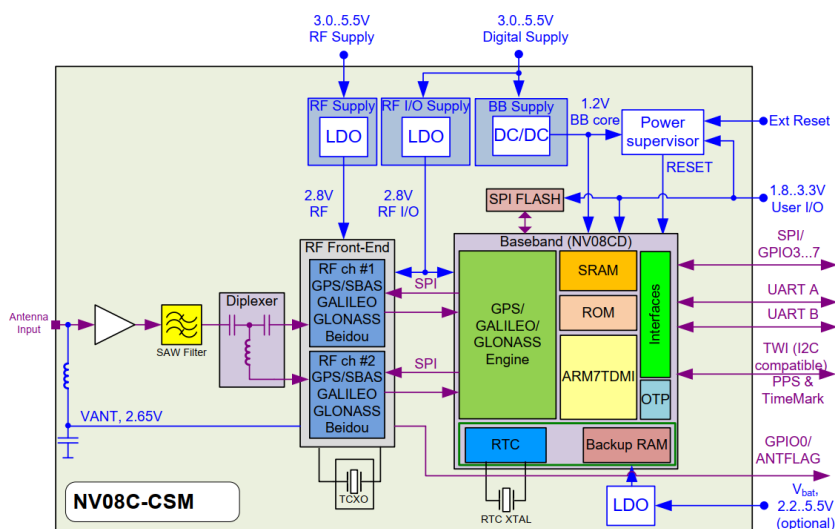 3.0..5.5V
RF Supply
3.0..5.5V
Digital Supply
RF Supply
LDO
RF I/O Supply
LDO
BB Supply
DC/DC
1.2V
BB core
Power
supervisor
Ext Reset
RESET
2.8V
RF
2.8V
RF I/O
SPI FLASH
1.8..3.3V
User I/O
RF Front-End
RF ch #1
GPS/SBAS
GALILEO
GLONASS
Beidou
RF ch #2
GPS/SBAS
GALILEO
GLONASS
Beidou
SPI
SPI
Baseband (NV08CD)
GPS/
GALILEO/
GLONASS
Engine
SRAM
ROM
ARM7TDMI
Interfaces
OTP
RTC
Backup RAM
SPI/
GPIO3...7
UART A
UART B
TWI (I2C
compatible)
PPS &
TimeMark
GPIO0/
ANTFLAG
Antenna
Input
SAW Filter
Diplexer
VANT, 2.65V
TCXO
RTC XTAL
LDO
Vbat,
2.2..5.5V
(optional)
NV08C-CSM